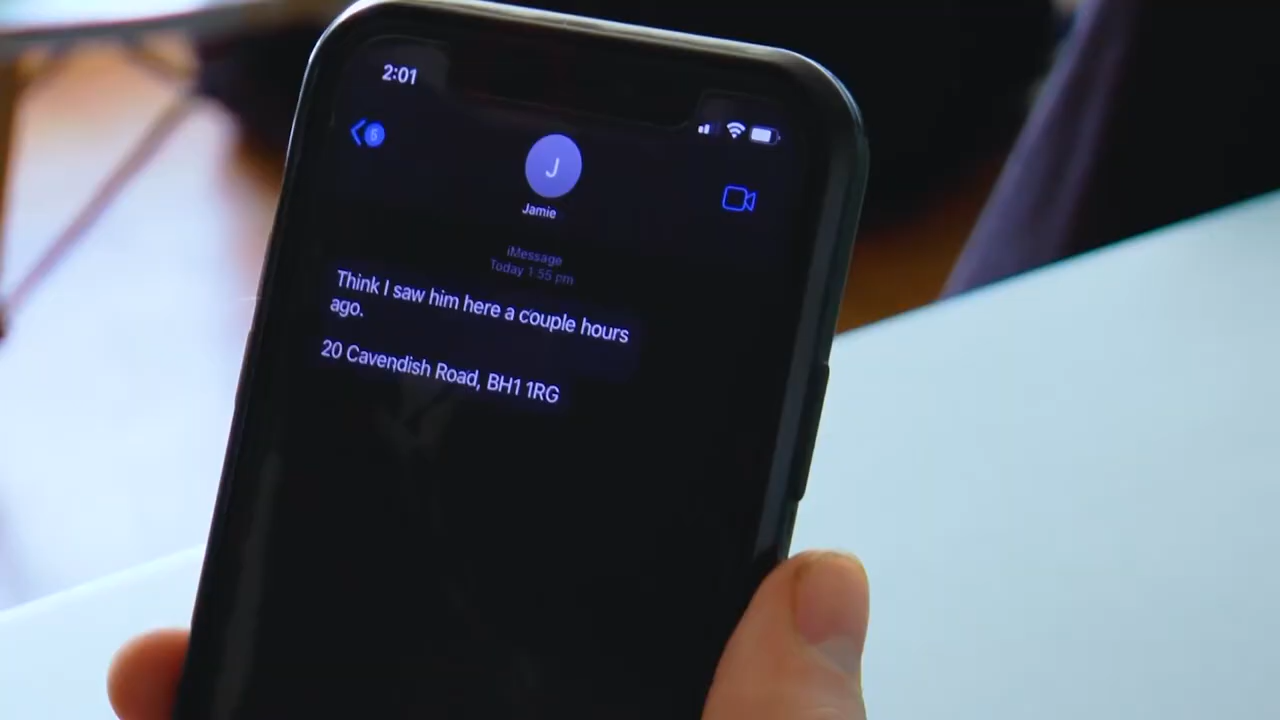 2:01
5
J
Jamie
iMessage
Today 1:55 pm
Think I saw him here a couple hours
ago.
20 Cavendish Road, BH1 1RG